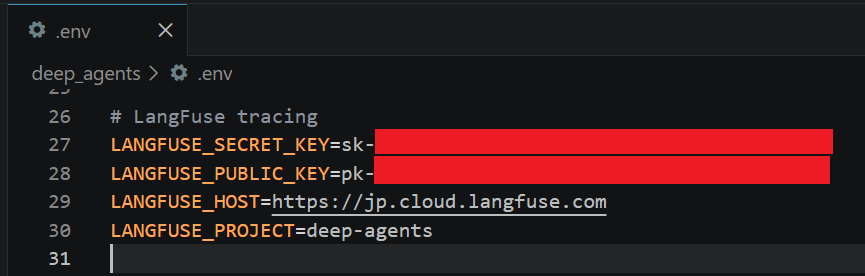 .env
deep_agents > .env
26 # LangFuse tracing
27 LANGFUSE_SECRET_KEY=sk-
28 LANGFUSE_PUBLIC_KEY=pk-
29 LANGFUSE_HOST=https://jp.cloud.langfuse.com
30 LANGFUSE_PROJECT=deep-agents
31